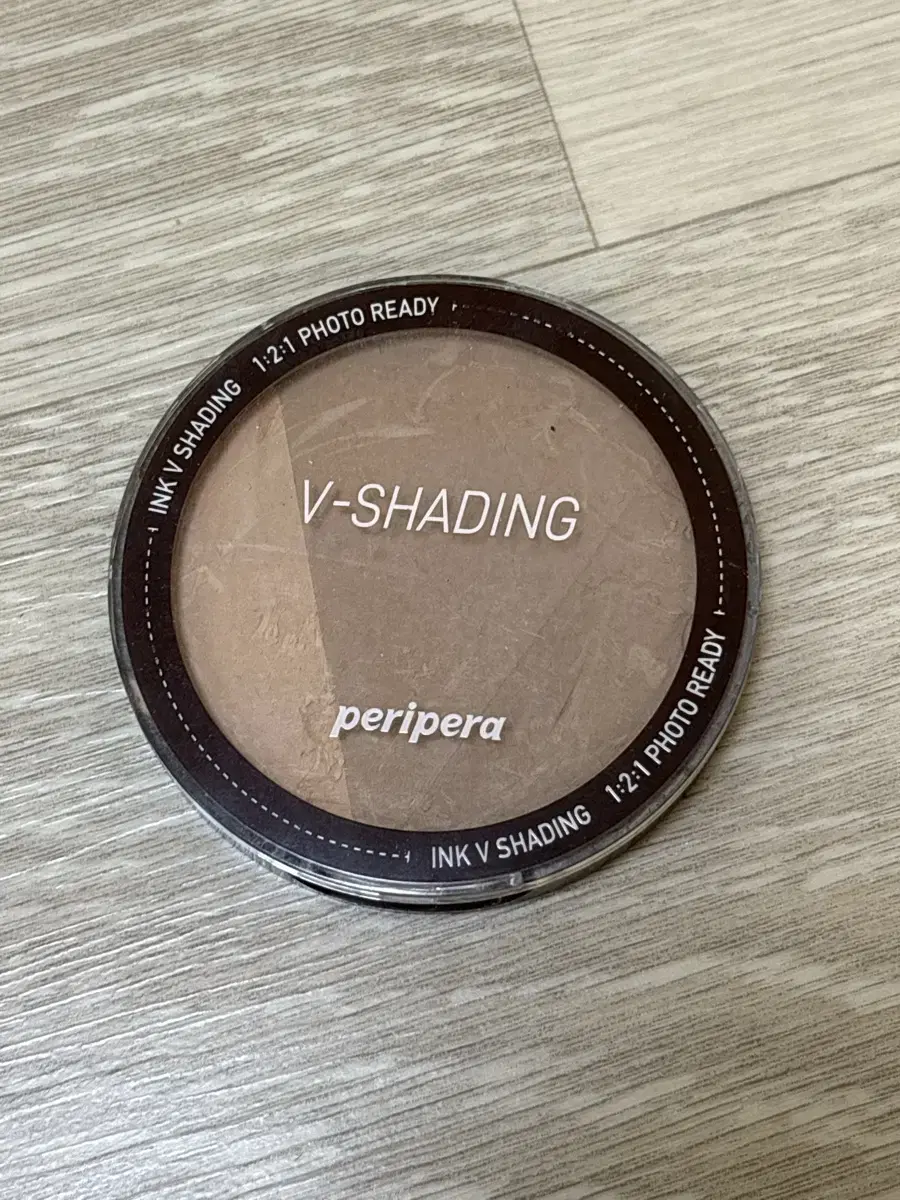 INK V SHADING 1:2:1 PHOTO READY
V-SHADING
peripera
INK V SHADING 1:2:1 PHOTO READY